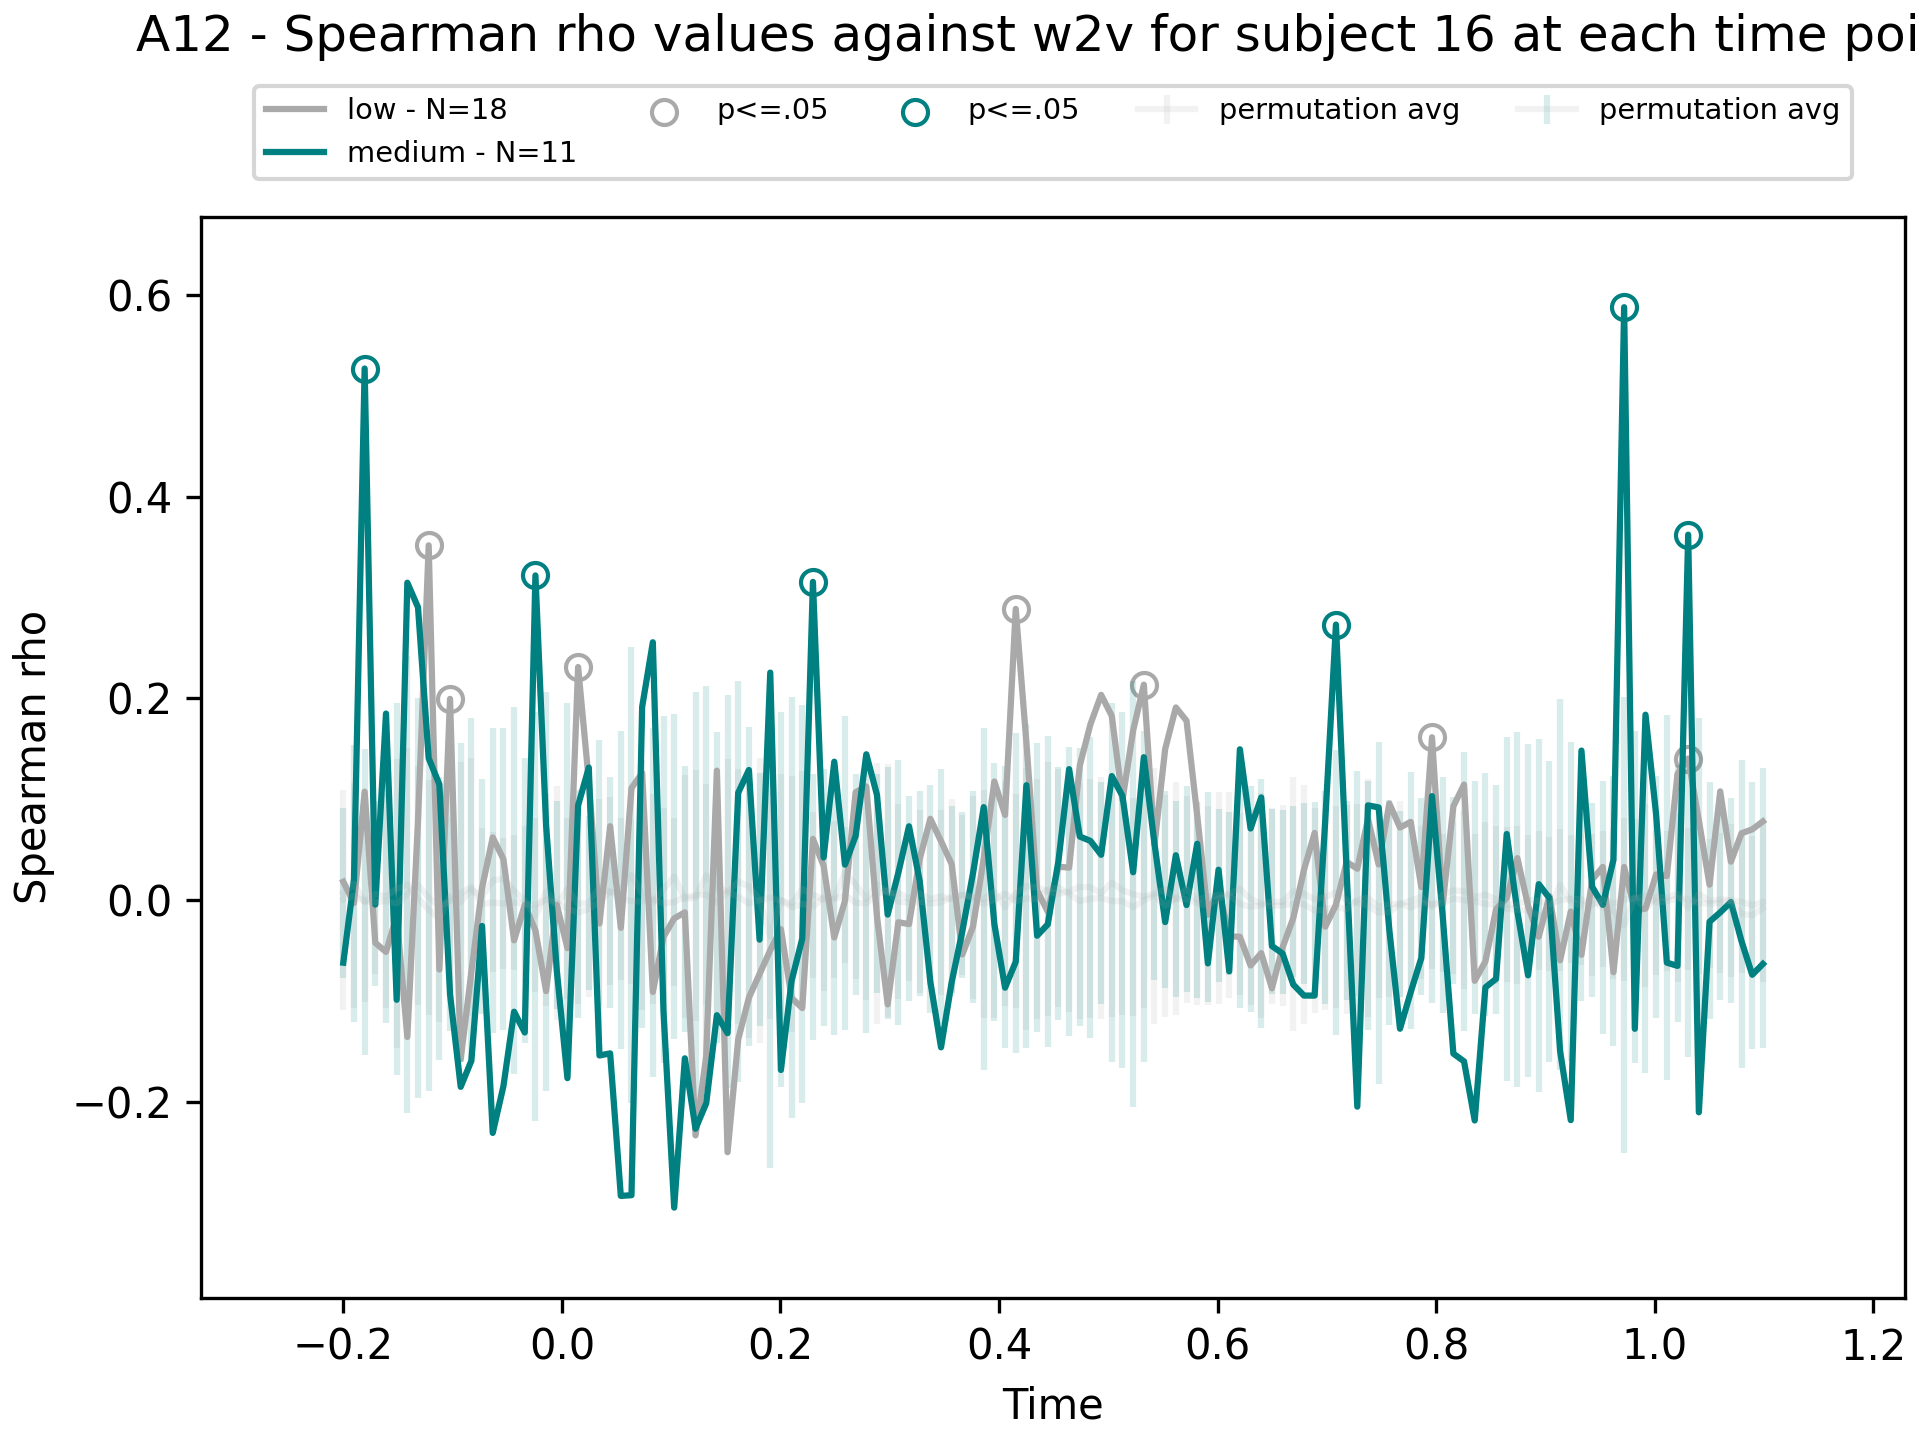 A12 - Spearman rho values against w2v for subject 16 at each time poi
low - N=18 p<=.05 p<=.05 permutation avg permutation avg
medium - N=11
0.6
0.4
0.2
0.0
−0.2
Spearman rho
−0.2 0.0 0.2 0.4 0.6 0.8 1.0 1.2
Time